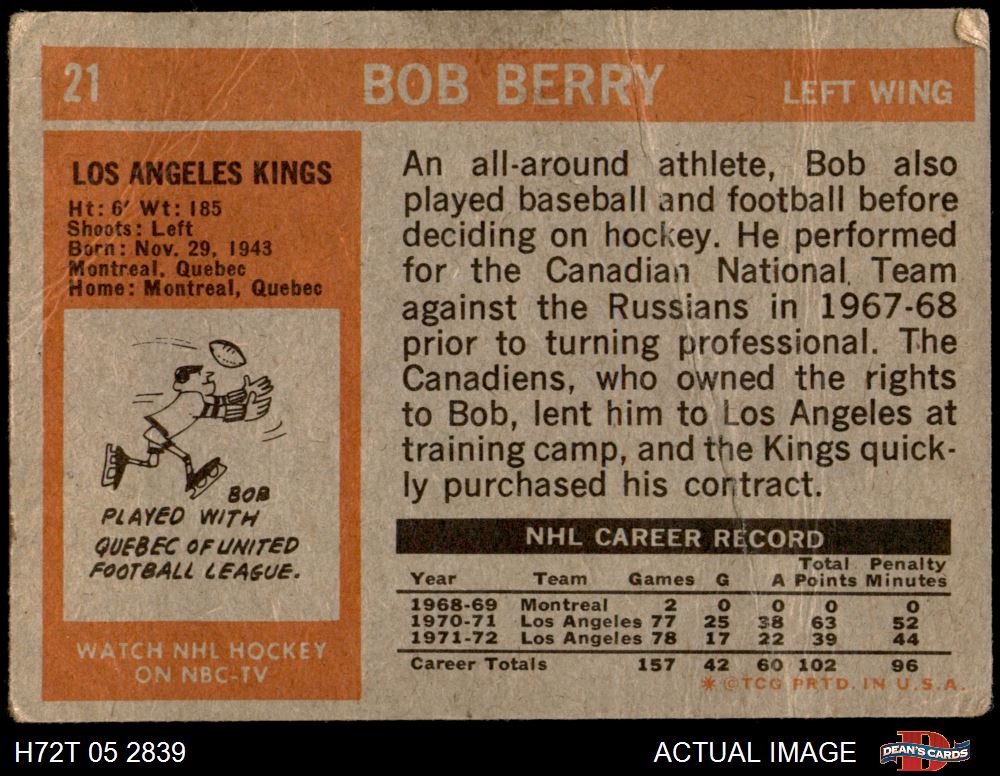 21 BOB BERRY LEFT WING
LOS ANGELES KINGS
Ht: 6' Wt: 185
Shoots: Left
Born: Nov. 29, 1943
Montreal, Quebec
Home: Montreal, Quebec
BOB
PLAYED WITH
QUEBEC OF UNITED
FOOTBALL LEAGUE.
WATCH NHL HOCKEY
ON NBC-TV
An all-around athlete, Bob also
played baseball and football before
deciding on hockey. He performed
for the Canadian National Team
against the Russians in 1967-68
prior to turning professional. The
Canadiens, who owned the rights
to Bob, lent him to Los Angeles at
training camp, and the Kings quick-
ly purchased his contract.
NHL CAREER RECORD
Year Team Games G A Total Points Penalty Minutes
1968-69 Montreal 2 0 0 0 0
1970-71 Los Angeles 77 25 38 63 52
1971-72 Los Angeles 78 17 22 39 44
Career Totals 157 42 60 102 96
* ©TCG PRTD. IN U.S.A.
H72T 05 2839 ACTUAL IMAGE DEAN'S CARDS